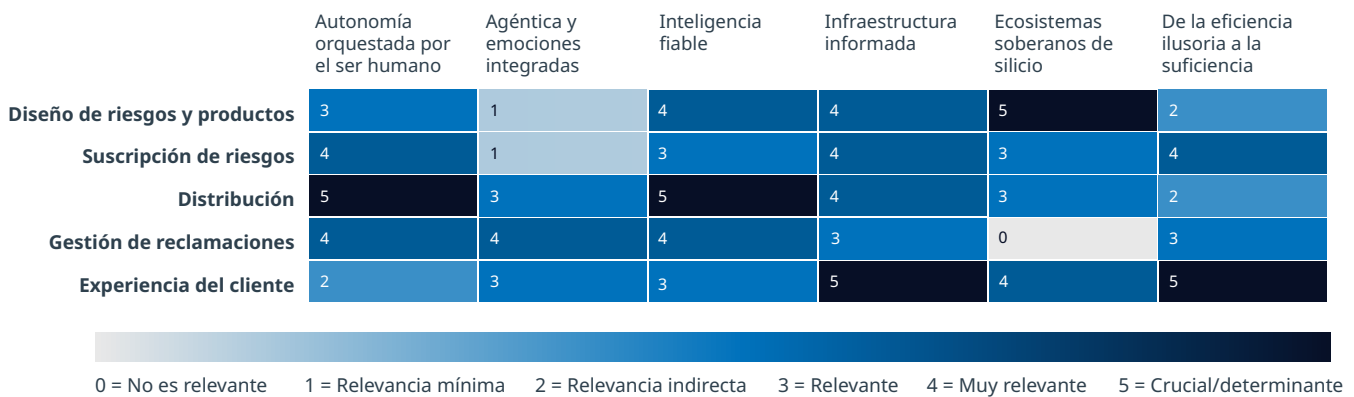 Autonomía
orquestada por
el ser humano
Agéntica y
emociones
integradas
Inteligencia
fiable
Infraestructura
informada
Ecosistemas
soberanos de
silicio
De la eficiencia
ilusoria a la
suficiencia
Diseño de riesgos y productos 3 1 4 4 5 2
Suscripción de riesgos 4 1 3 4 3 4
Distribución 5 3 5 4 3 2
Gestión de reclamaciones 4 4 4 3 0 3
Experiencia del cliente 2 3 3 5 4 5
0 = No es relevante 1 = Relevancia mínima 2 = Relevancia indirecta 3 = Relevante 4 = Muy relevante 5 = Crucial/determinante